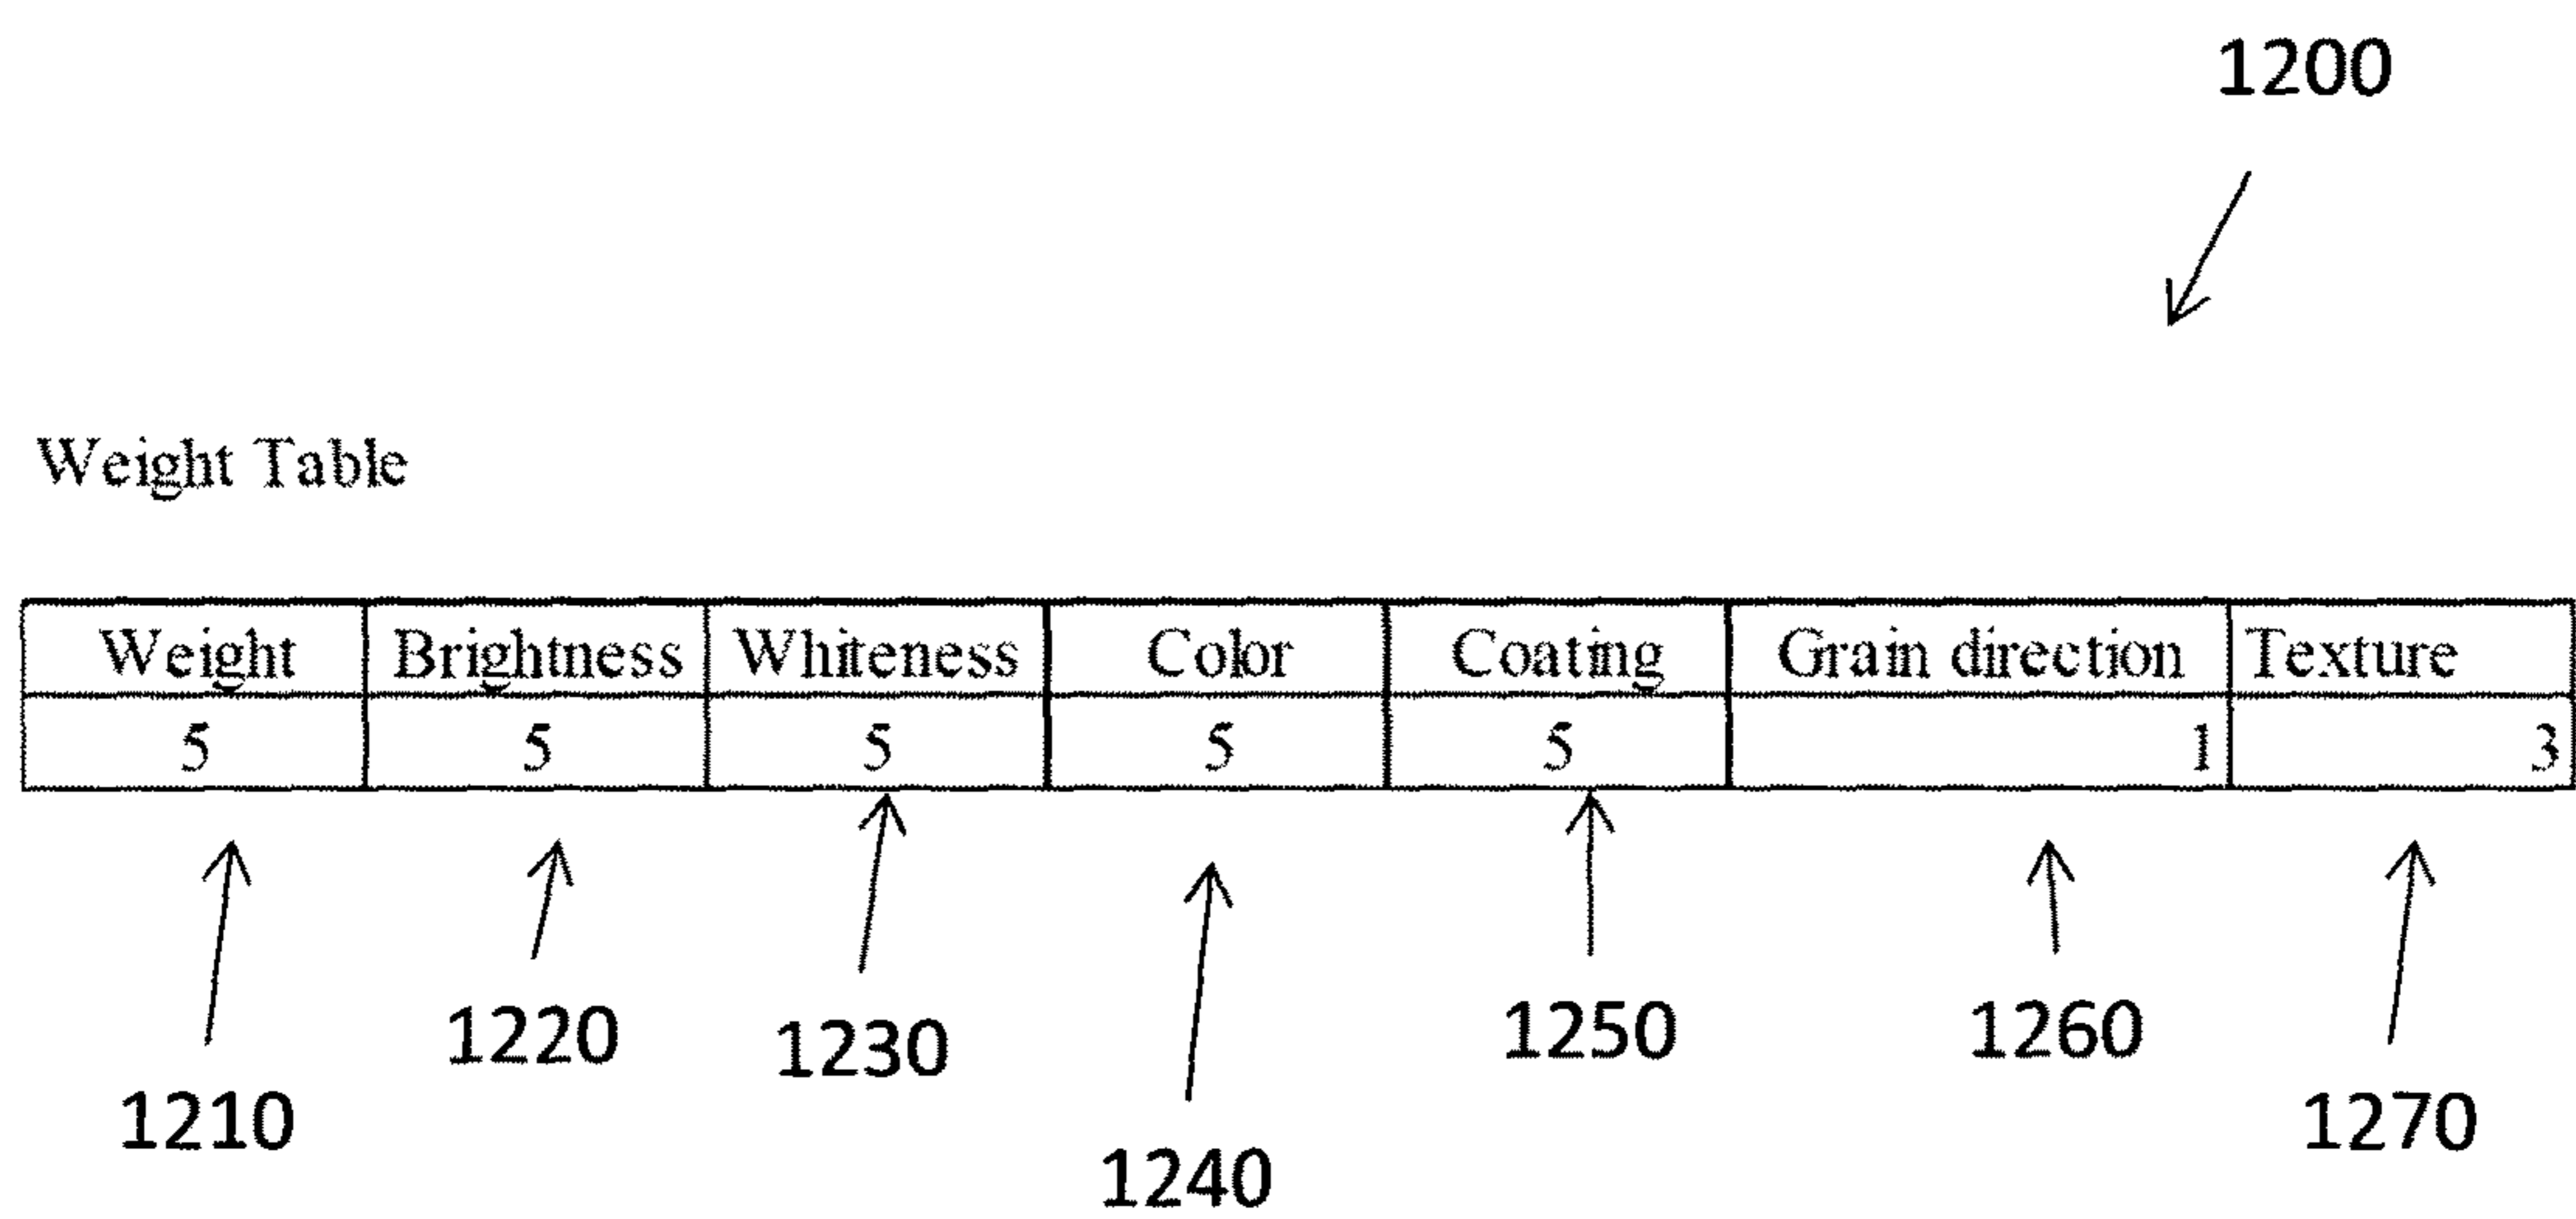 1200
Weight Table
Weight Brightness Whiteness Color Coating Grain direction Texture
5 5 5 5 5 1 3
1210 1220 1230 1240 1250 1260 1270